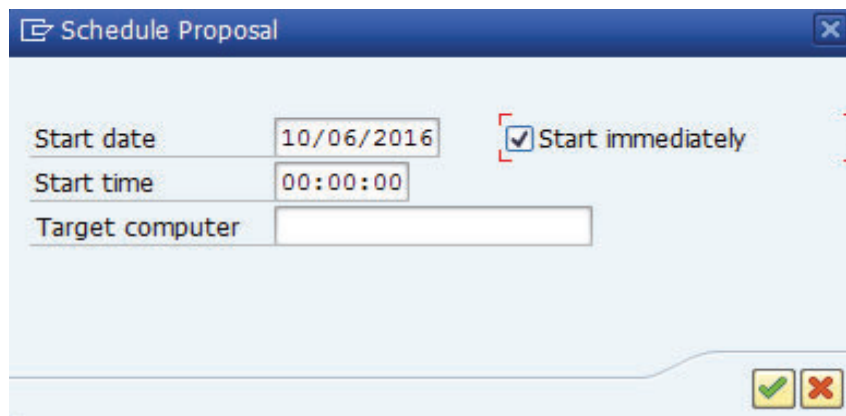 Schedule Proposal
Start date 10/06/2016 Start immediately
Start time 00:00:00
Target computer